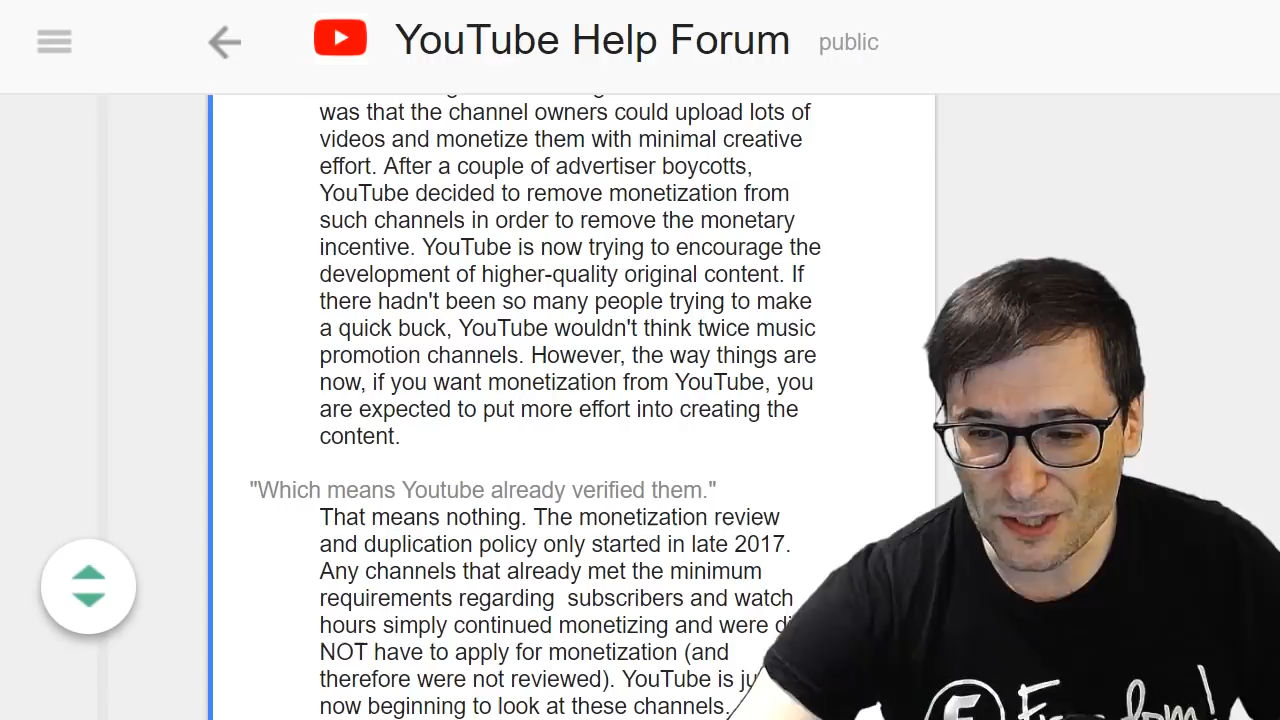 YouTube Help Forum public
was that the channel owners could upload lots of
videos and monetize them with minimal creative
effort. After a couple of advertiser boycotts,
YouTube decided to remove monetization from
such channels in order to remove the monetary
incentive. YouTube is now trying to encourage the
development of higher-quality original content. If
there hadn't been so many people trying to make
a quick buck, YouTube wouldn't think twice music
promotion channels. However, the way things are
now, if you want monetization from YouTube, you
are expected to put more effort into creating the
content.
"Which means Youtube already verified them."
That means nothing. The monetization review
and duplication policy only started in late 2017.
Any channels that already met the minimum
requirements regarding subscribers and watch
hours simply continued monetizing and were
NOT have to apply for monetization (and
therefore were not reviewed). YouTube is
now beginning to look at these channels.
Freedom!